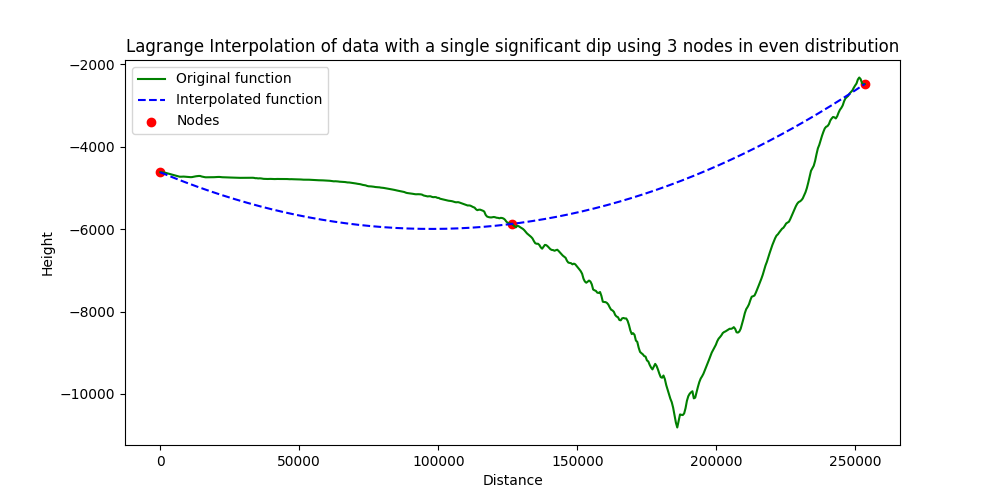 Lagrange Interpolation of data with a single significant dip using 3 nodes in even distribution
Original function
Interpolated function
Nodes
−2000
−4000
−6000
−8000
−10000
Height
0
50000
100000
150000
200000
250000
Distance